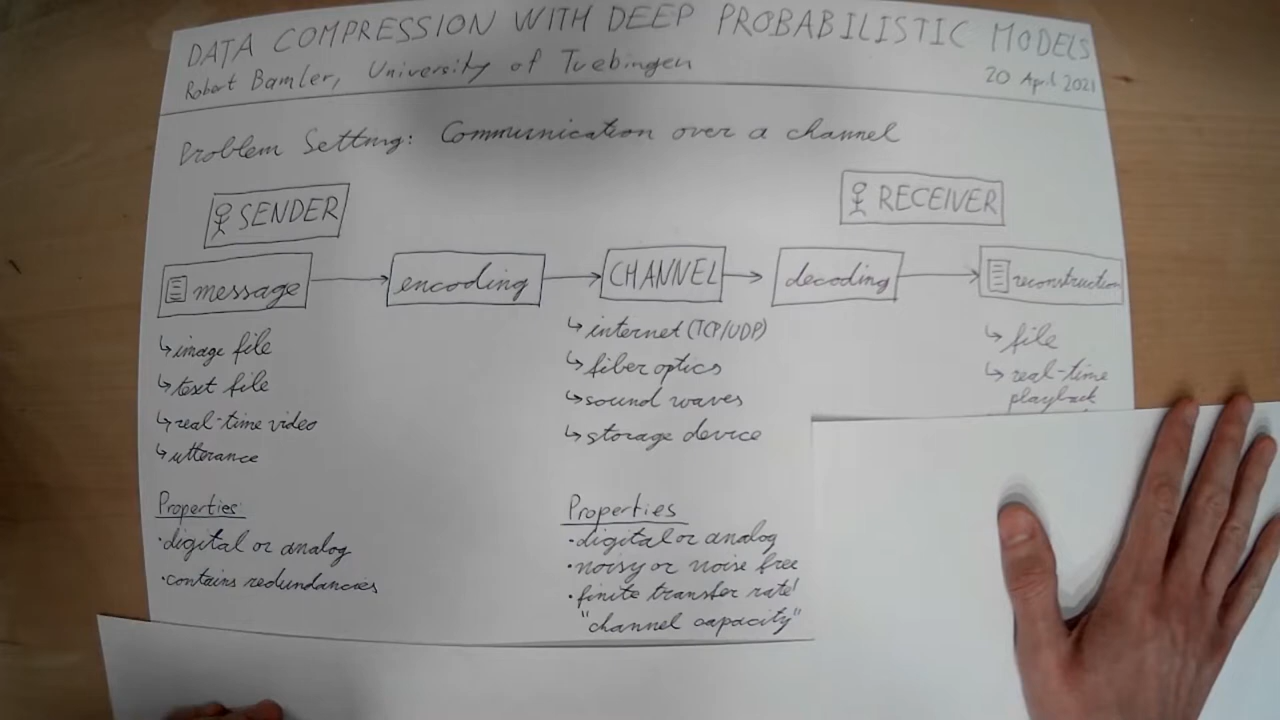 DATA COMPRESSION WITH DEEP PROBABILISTIC MODELS
Robert Bamler, University of Tuebingen
20 April 2021
Problem Setting: Communication over a channel
SENDER
RECEIVER
message
encoding
CHANNEL
decoding
reconstruction
↳image file
↳text file
↳real-time video
↳utterance
↳internet (TCP/UDP)
↳fiber optics
↳sound waves
↳storage device
↳file
↳real-time
playback
Properties:
·digital or analog
·contains redundancies
Properties
·digital or analog
·noisy or noise free
·finite transfer rate
"channel capacity"